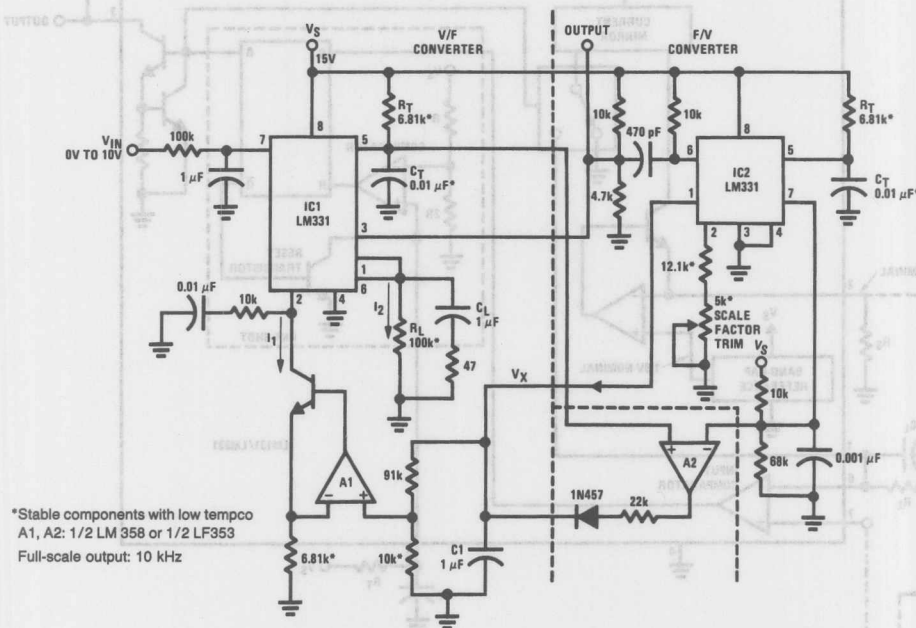 VS
15V
V/F
CONVERTER
OUTPUT
F/V
CONVERTER
RT
6.81k*
10k
10k
RT
6.81k*
VIN
0V TO 10V
100k
1 µF
7
8
5
IC1
LM331
3
1
6
2
4
CT
0.01 µF*
470 pF
4.7k
6
8
5
IC2
LM331
1
7
2
3
4
CT
0.01 µF*
0.01 µF
10k
I1
I2
RL
100k*
CL
1 µF
47
12.1k*
5k*
SCALE
FACTOR
TRIM
VX
VS
10k
68k
0.001 µF
A1
91k
10k*
6.81k*
C1
1 µF
1N457
22k
A2
*Stable components with low tempco
A1, A2: 1/2 LM 358 or 1/2 LF353
Full-scale output: 10 kHz